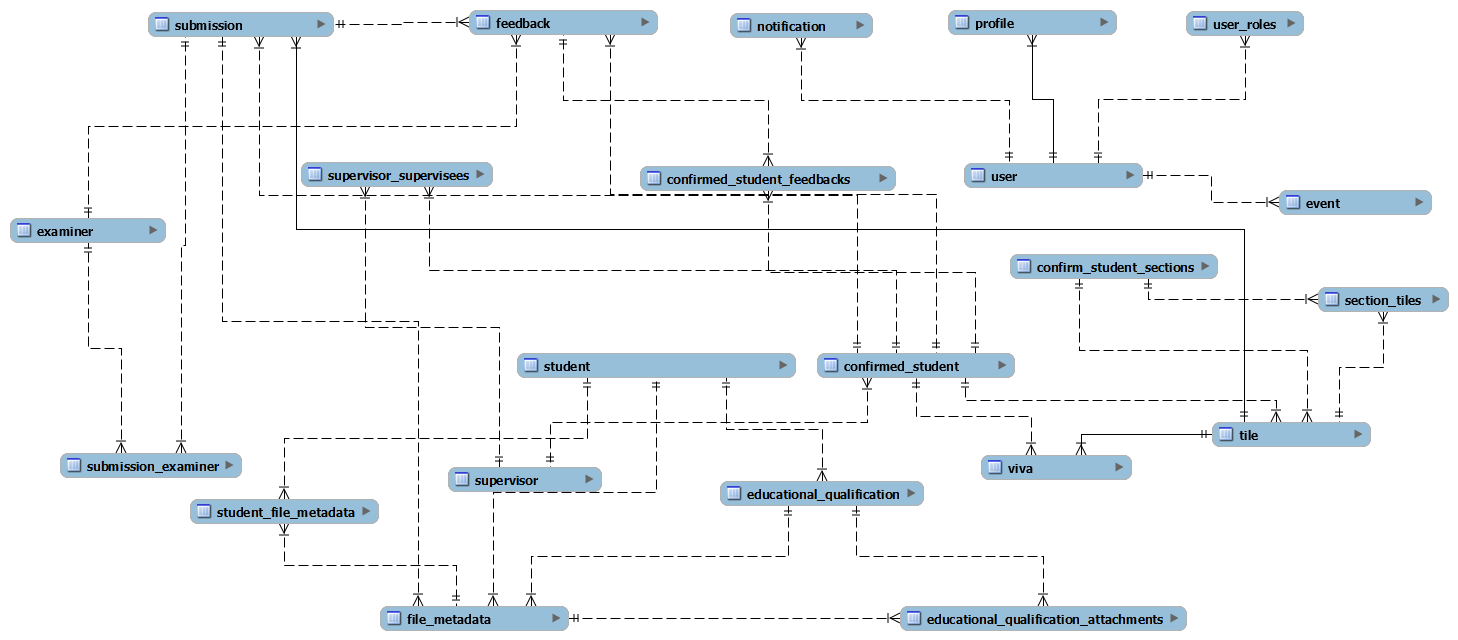 submission
feedback
notification
profile
user_roles
supervisor_supervisees
confirmed_student_feedbacks
user
event
examiner
confirm_student_sections
section_tiles
student
confirmed_student
tile
submission_examiner
supervisor
viva
educational_qualification
student_file_metadata
file_metadata
educational_qualification_attachments